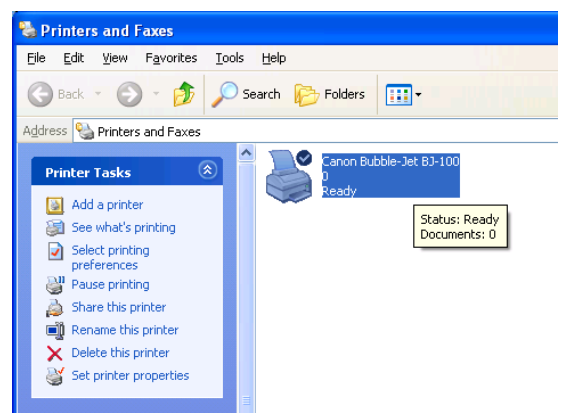 Printers and Faxes
File Edit View Favorites Tools Help
Back Search Folders
Address Printers and Faxes
Printer Tasks
Add a printer
See what's printing
Select printing
preferences
Pause printing
Share this printer
Rename this printer
Delete this printer
Set printer properties
Canon Bubble-Jet BJ-100
0
Ready
Status: Ready
Documents: 0